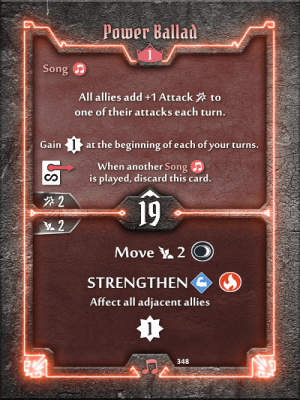 Power Ballad
1
Song
All allies add +1 Attack to
one of their attacks each turn.
Gain 1 at the beginning of each of your turns.
When another Song
is played, discard this card.
2
19
2
Move 2
STRENGTHEN
Affect all adjacent allies
1
348